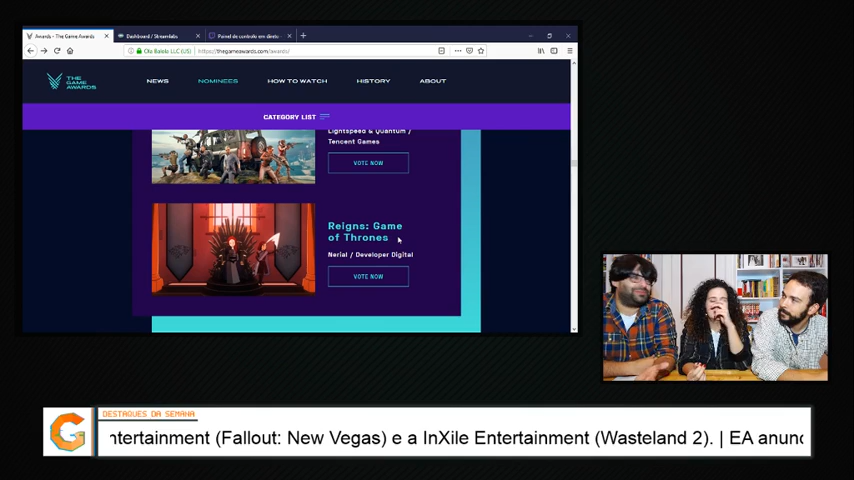 Awards - The Game Awards
Dashboard / Streamlabs
Painel de controlo em direto -
Ola Balola LLC (US)
https://thegameawards.com/awards/
THE
GAME
AWARDS
NEWS
NOMINEES
HOW TO WATCH
HISTORY
ABOUT
CATEGORY LIST
Lightspeed & Quantum /
Tencent Games
VOTE NOW
Reigns: Game
of Thrones
Nerial / Developer Digital
VOTE NOW
G
DESTAQUES DA SEMANA
ntertainment (Fallout: New Vegas) e a InXile Entertainment (Wasteland 2). | EA anunc